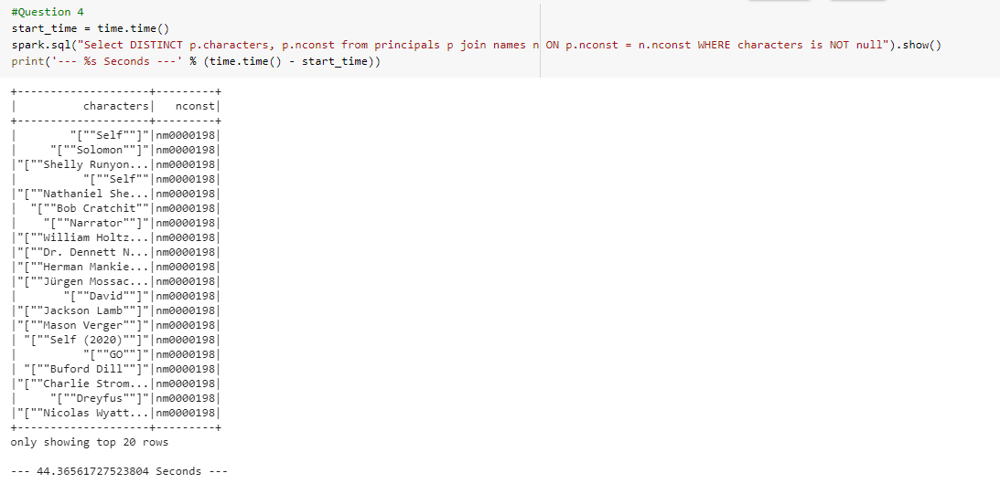 #Question 4
start_time = time.time()
spark.sql("Select DISTINCT p.characters, p.nconst from principals p join names n ON p.nconst = n.nconst WHERE characters is NOT null").show()
print('--- %s Seconds ---' % (time.time() - start_time))
+--------------------+---------+
|          characters|   nconst|
+--------------------+---------+
|        "[""Self""]"|nm0000198|
|     "[""Solomon""]"|nm0000198|
|"[""Shelly Runyon...|nm0000198|
|          "[""Self""|nm0000198|
|"[""Nathaniel She...|nm0000198|
|  "[""Bob Cratchit""|nm0000198|
|    "[""Narrator""]"|nm0000198|
|"[""William Holtz...|nm0000198|
|"[""Dr. Dennett N...|nm0000198|
|"[""Herman Mankie...|nm0000198|
|"[""Jürgen Mossac...|nm0000198|
|       "[""David""]"|nm0000198|
|"[""Jackson Lamb""]"|nm0000198|
|"[""Mason Verger""]"|nm0000198|
| "[""Self (2020)""]"|nm0000198|
|          "[""GO""]"|nm0000198|
| "[""Buford Dill""]"|nm0000198|
|"[""Charlie Strom...|nm0000198|
|     "[""Dreyfus""]"|nm0000198|
|"[""Nicolas Wyatt...|nm0000198|
+--------------------+---------+
only showing top 20 rows
--- 44.36561727523804 Seconds ---